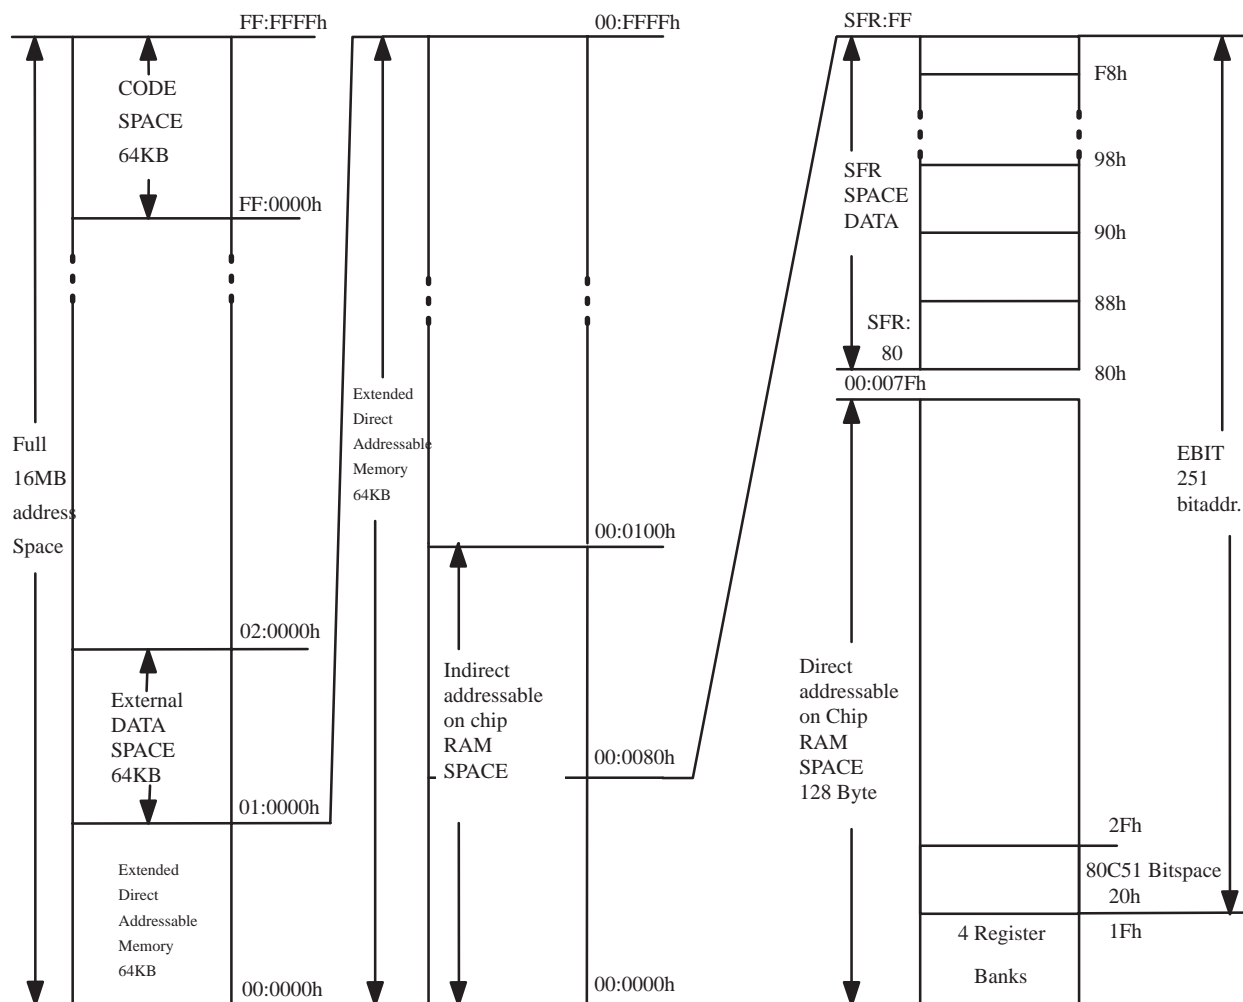 FF:FFFFh
CODE
SPACE
64KB
FF:0000h
Full
16MB
address
Space
02:0000h
External
DATA
SPACE
64KB
01:0000h
Extended
Direct
Addressable
Memory
64KB
00:0000h
00:FFFFh
Extended
Direct
Addressable
Memory
64KB
00:0100h
Indirect
addressable
on chip
RAM
SPACE
00:0080h
00:0000h
SFR:FF
F8h
98h
SFR
SPACE
DATA
90h
88h
SFR:
80
80h
00:007Fh
EBIT
251
bitaddr.
Direct
addressable
on Chip
RAM
SPACE
128 Byte
2Fh
80C51 Bitspace
20h
1Fh
4 Register
Banks